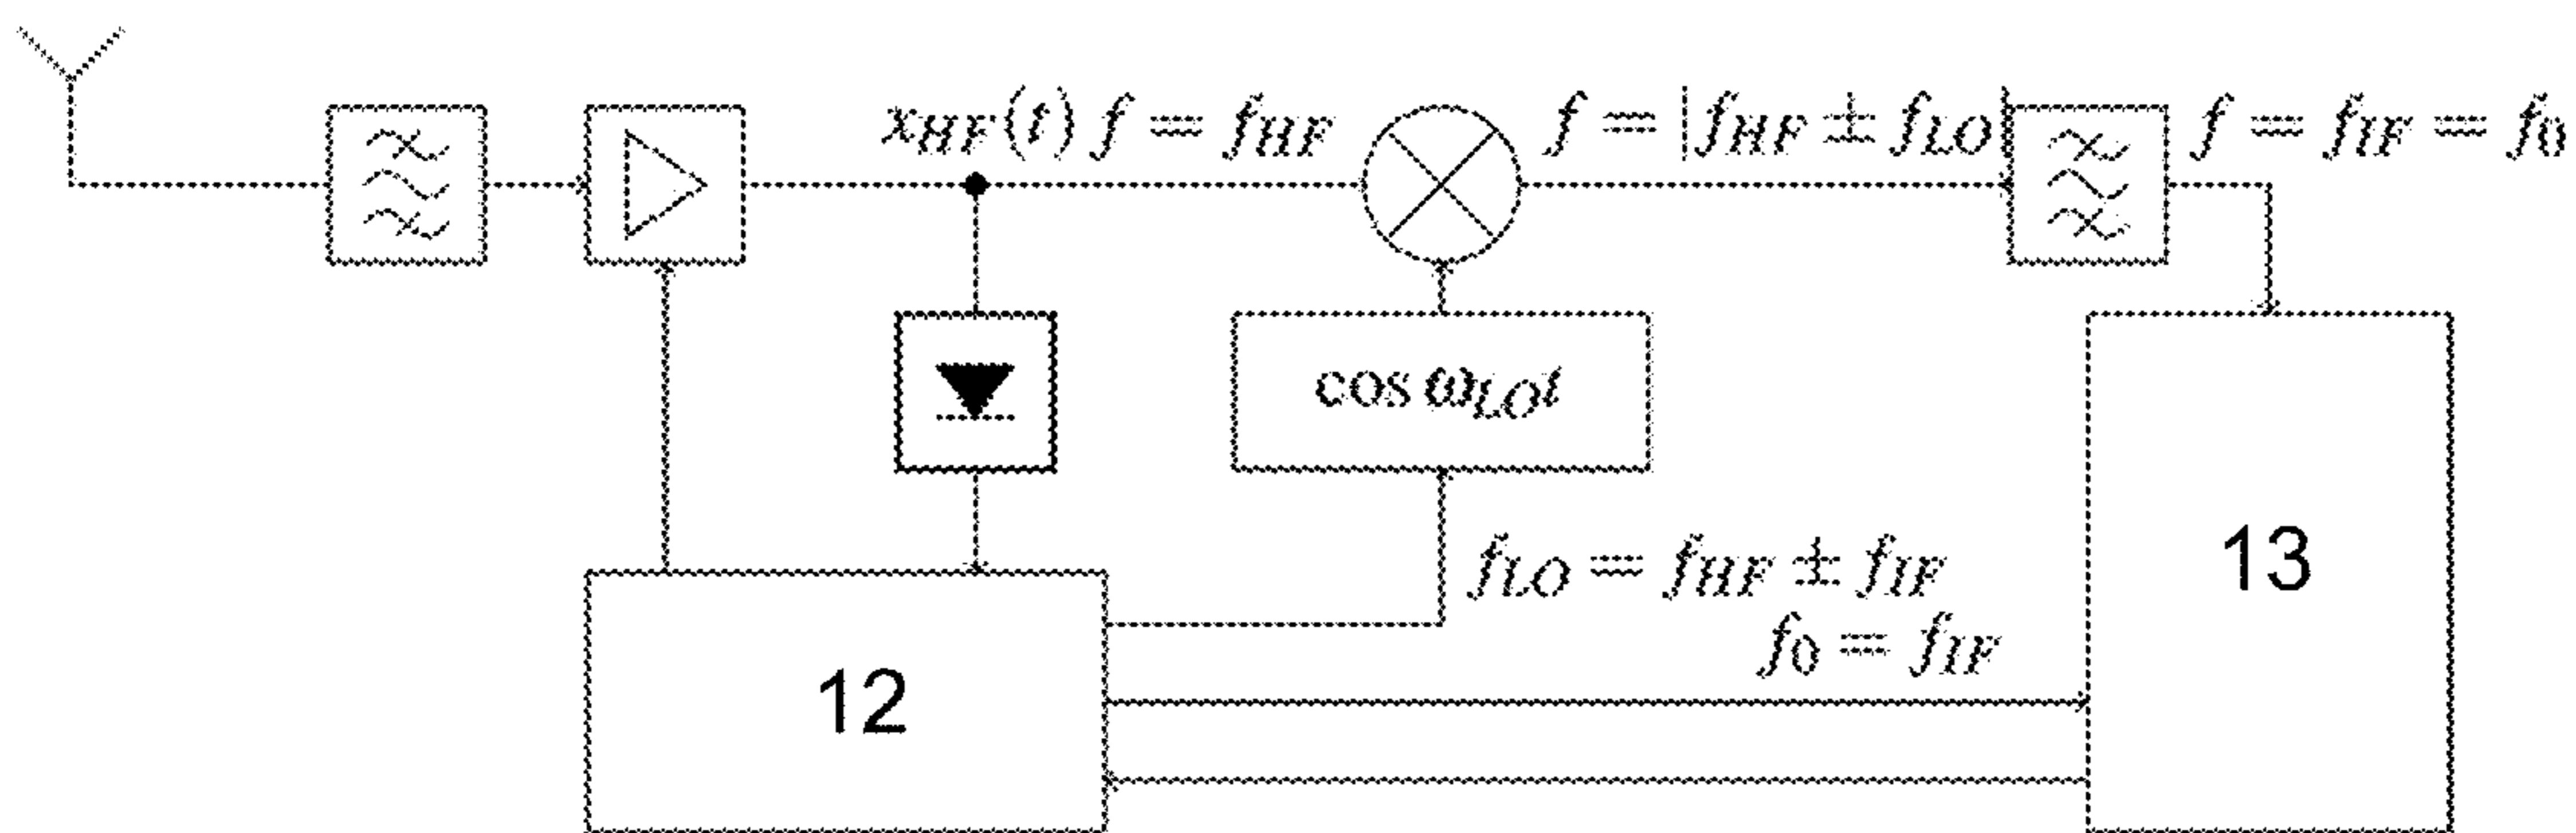 x_HF(t) f = f_HF
f = |f_HF ± f_LO|
f = f_IF = f_0
cos ω_LO t
f_LO = f_HF ± f_IF
f_0 = f_IF
12
13